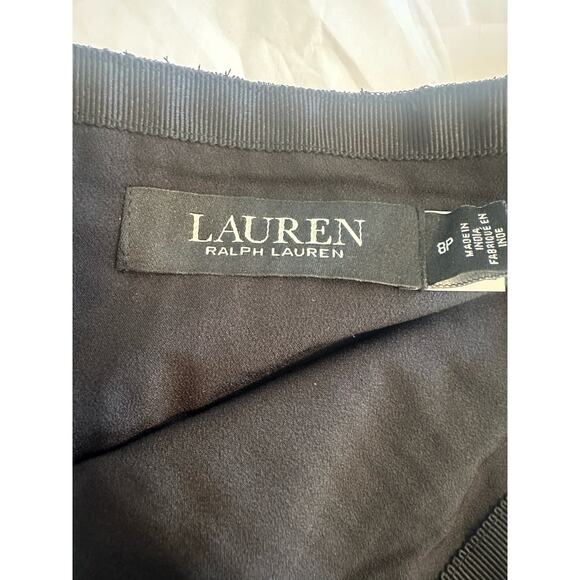 LAUREN
RALPH LAUREN
8P
MADE IN
INDIA
FABRIQUÉ EN
INDE